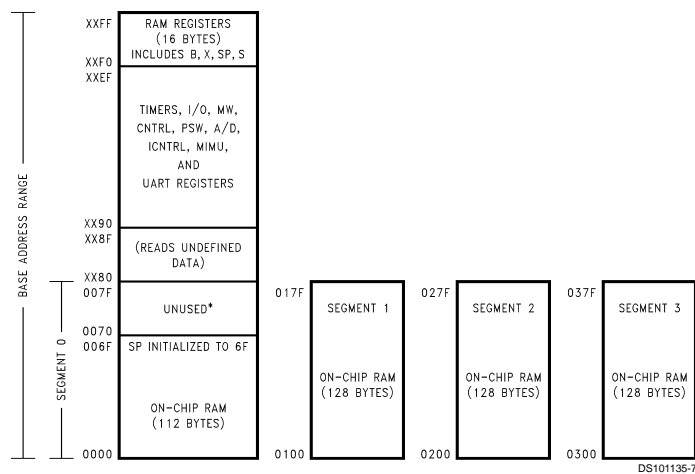 XXFF
RAM REGISTERS
(16 BYTES)
INCLUDES B, X, SP, S
XXF0
XXEF
TIMERS, I/O, MW,
CNTRL, PSW, A/D,
ICNTRL, MIMU,
AND
UART REGISTERS
XX90
XX8F
(READS UNDEFINED
DATA)
XX80
007F
UNUSED*
0070
006F
SP INITIALIZED TO 6F
ON-CHIP RAM
(112 BYTES)
0000
BASE ADDRESS RANGE
SEGMENT 0
017F
SEGMENT 1
ON-CHIP RAM
(128 BYTES)
0100
027F
SEGMENT 2
ON-CHIP RAM
(128 BYTES)
0200
037F
SEGMENT 3
ON-CHIP RAM
(128 BYTES)
0300
DS101135-7